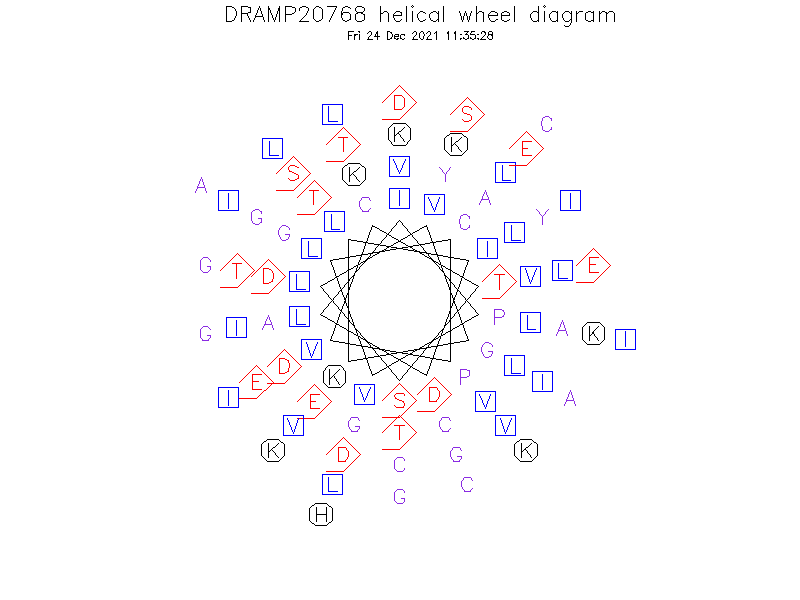 DRAMP20768 helical wheel diagram
Fri 24 Dec 2021 11:35:28
D
L S
C
K
T K
L E
V
S K Y L
A
I T I A I
C V
G Y
L C
G L
L I
G E
T L
D V
L T
L P
A L
I A
G K
I
V G
D L
K P
E I
V D
I A
E S V
V G C V
T
K K
D G
C
L C
G
H